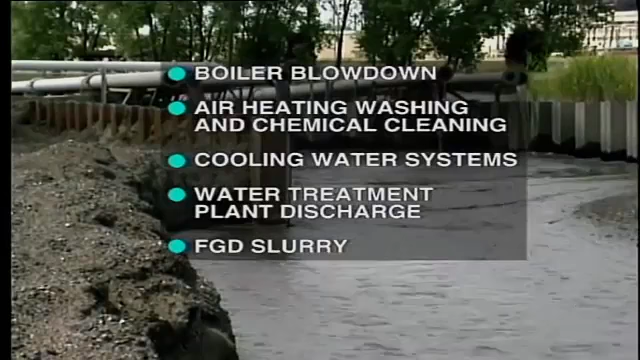 BOILER BLOWDOWN
AIR HEATING WASHING
AND CHEMICAL CLEANING
COOLING WATER SYSTEMS
WATER TREATMENT
PLANT DISCHARGE
FGD SLURRY